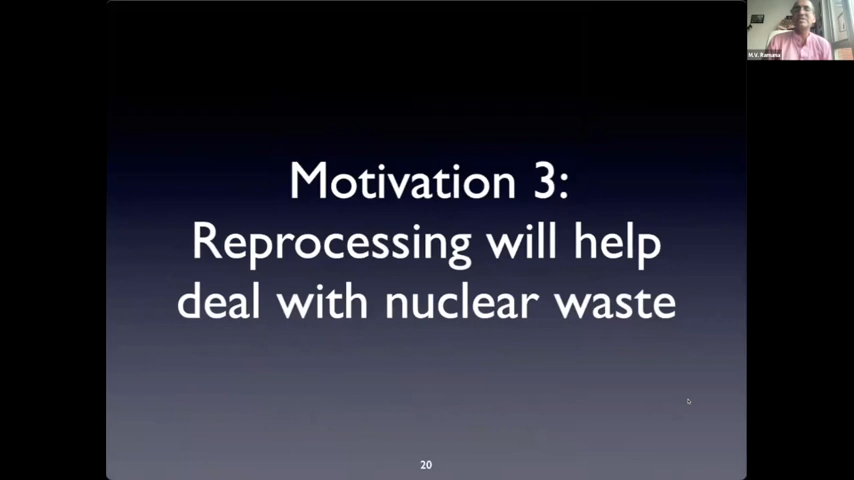 Motivation 3:
Reprocessing will help
deal with nuclear waste
20
M.V. Ramana